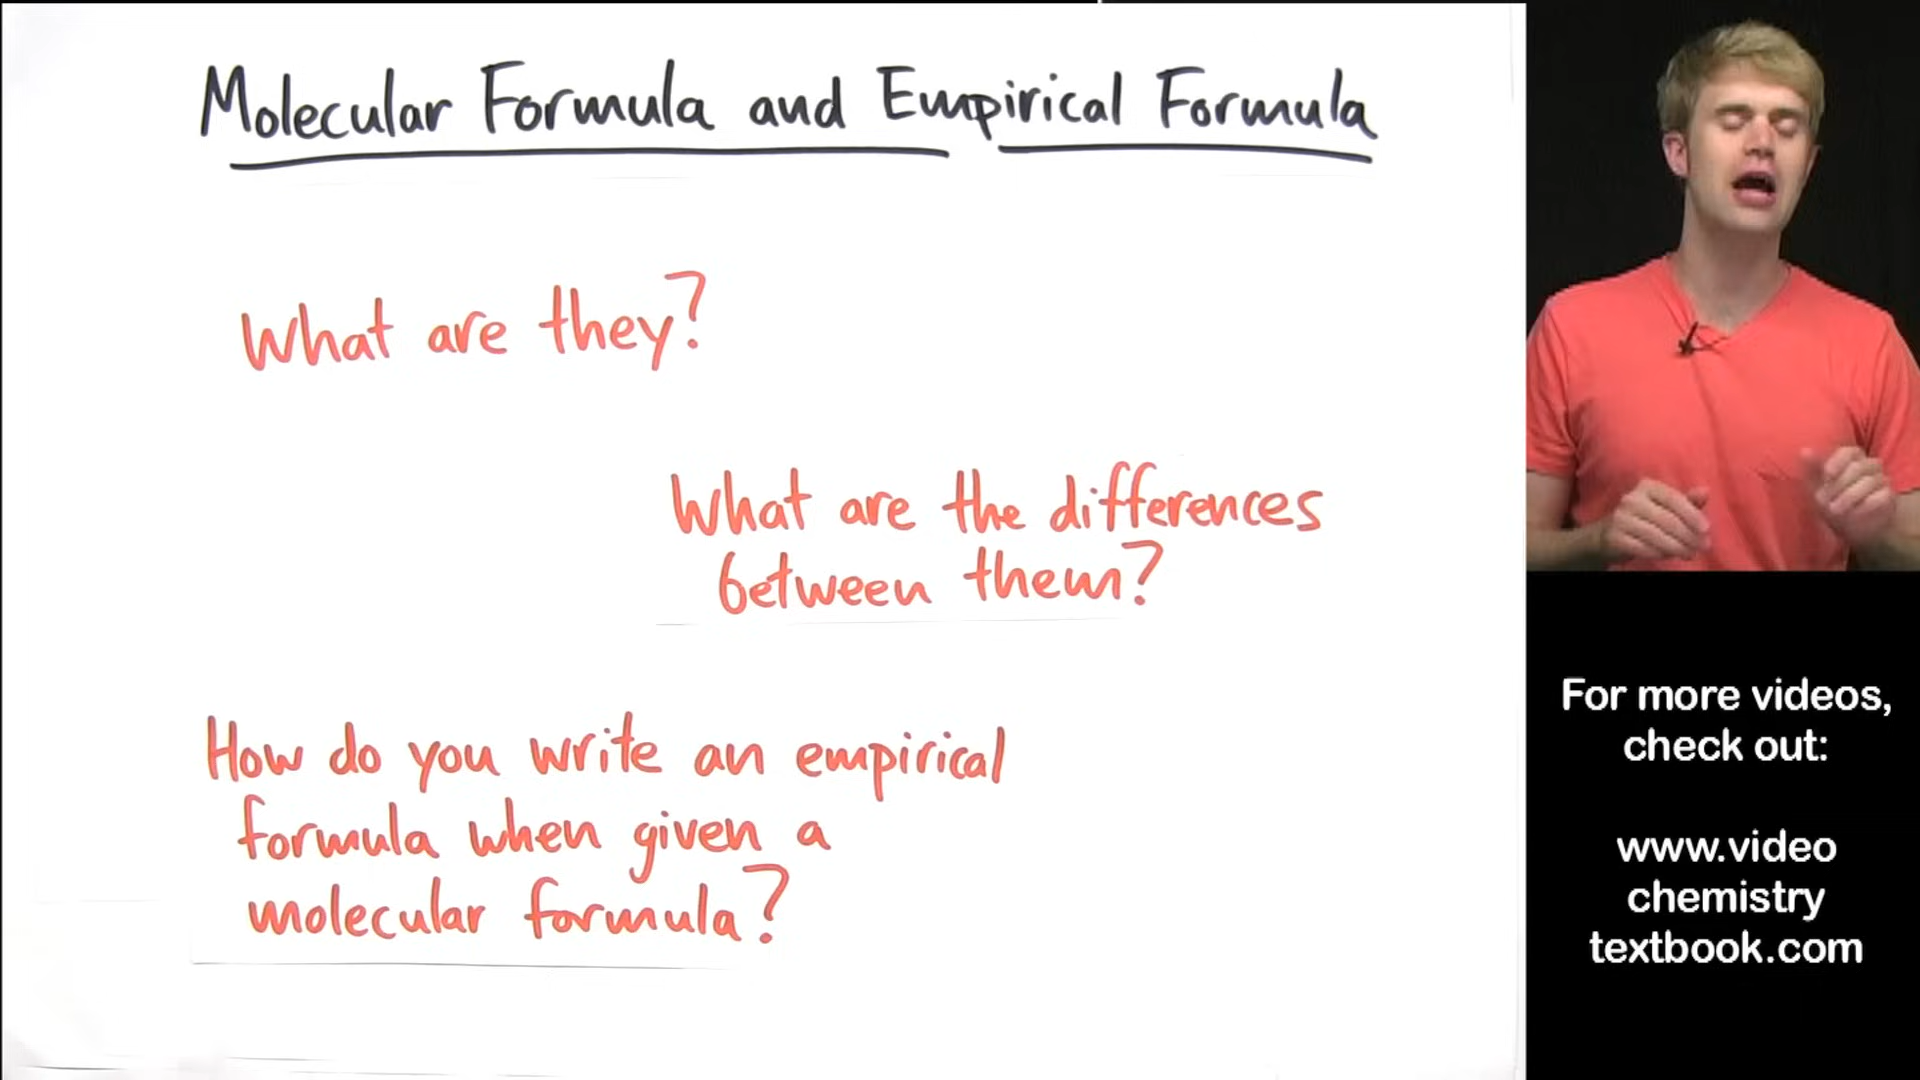 Molecular Formula and Empirical Formula
What are they?
What are the differences
between them?
How do you write an empirical
formula when given a
molecular formula?
For more videos,
check out:
www.video
chemistry
textbook.com